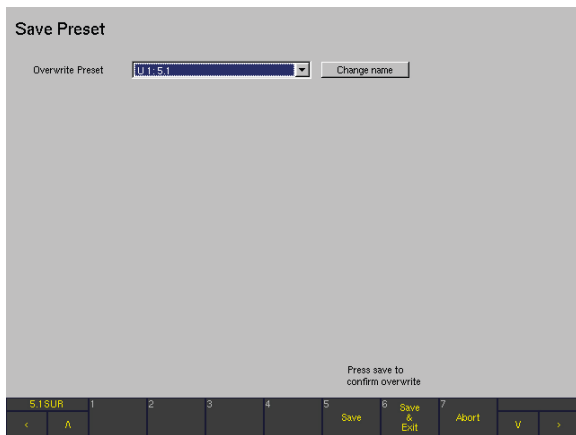 Save Preset
Overwrite Preset U 1: 5.1 Change name
Press save to
confirm overwrite
5.1SUR 1 2 3 4 5 6 7
Save Save & Exit Abort
< Λ V >